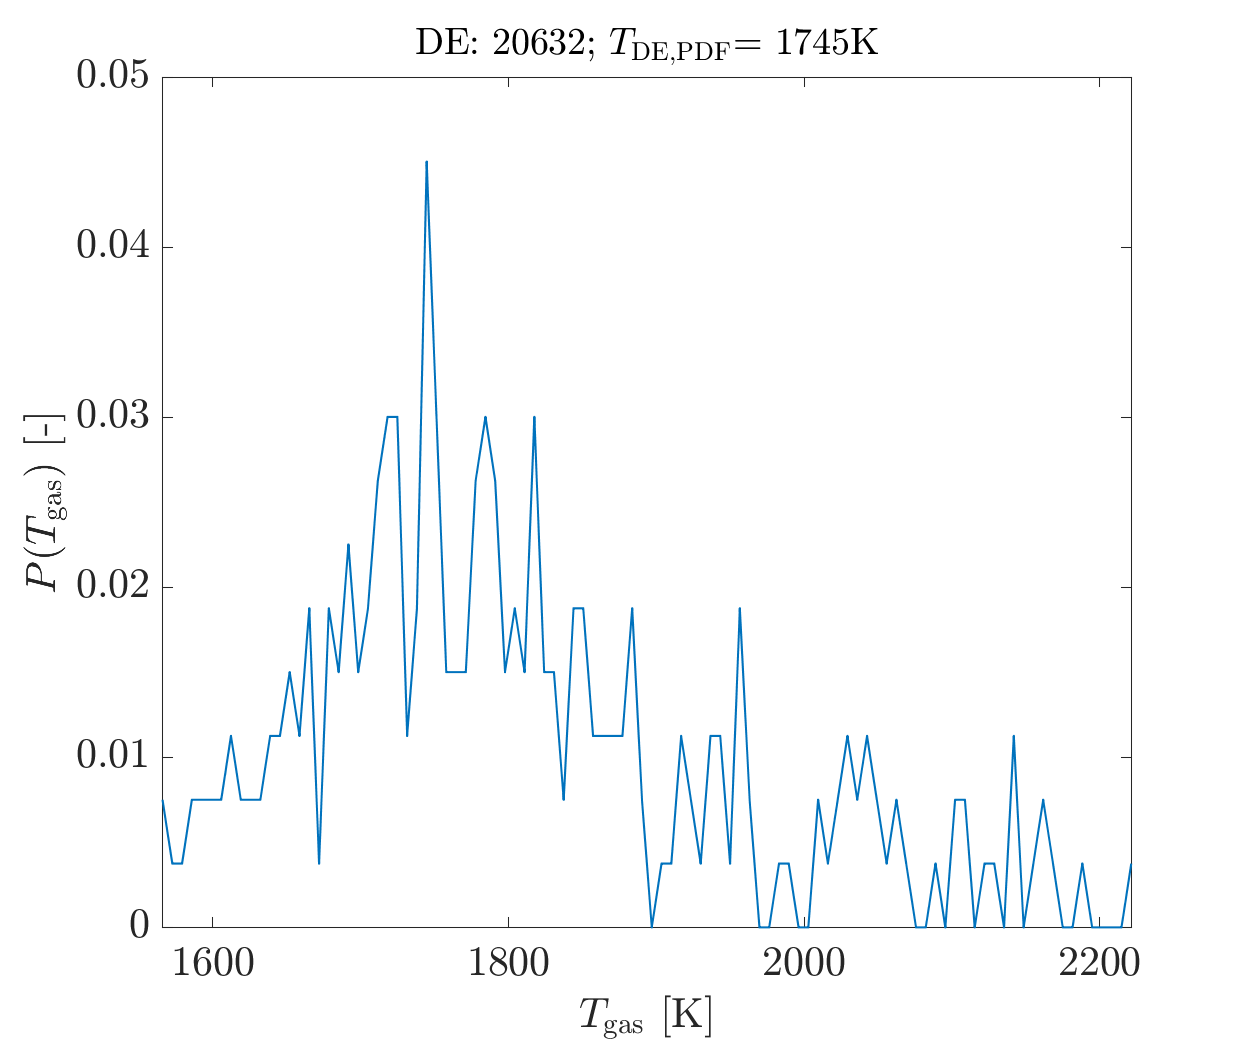 DE: 20632; T_DE,PDF= 1745K
0.05
0.04
0.03
0.02
0.01
0
P(T_gas) [-]
1600 1800 2000 2200
T_gas [K]